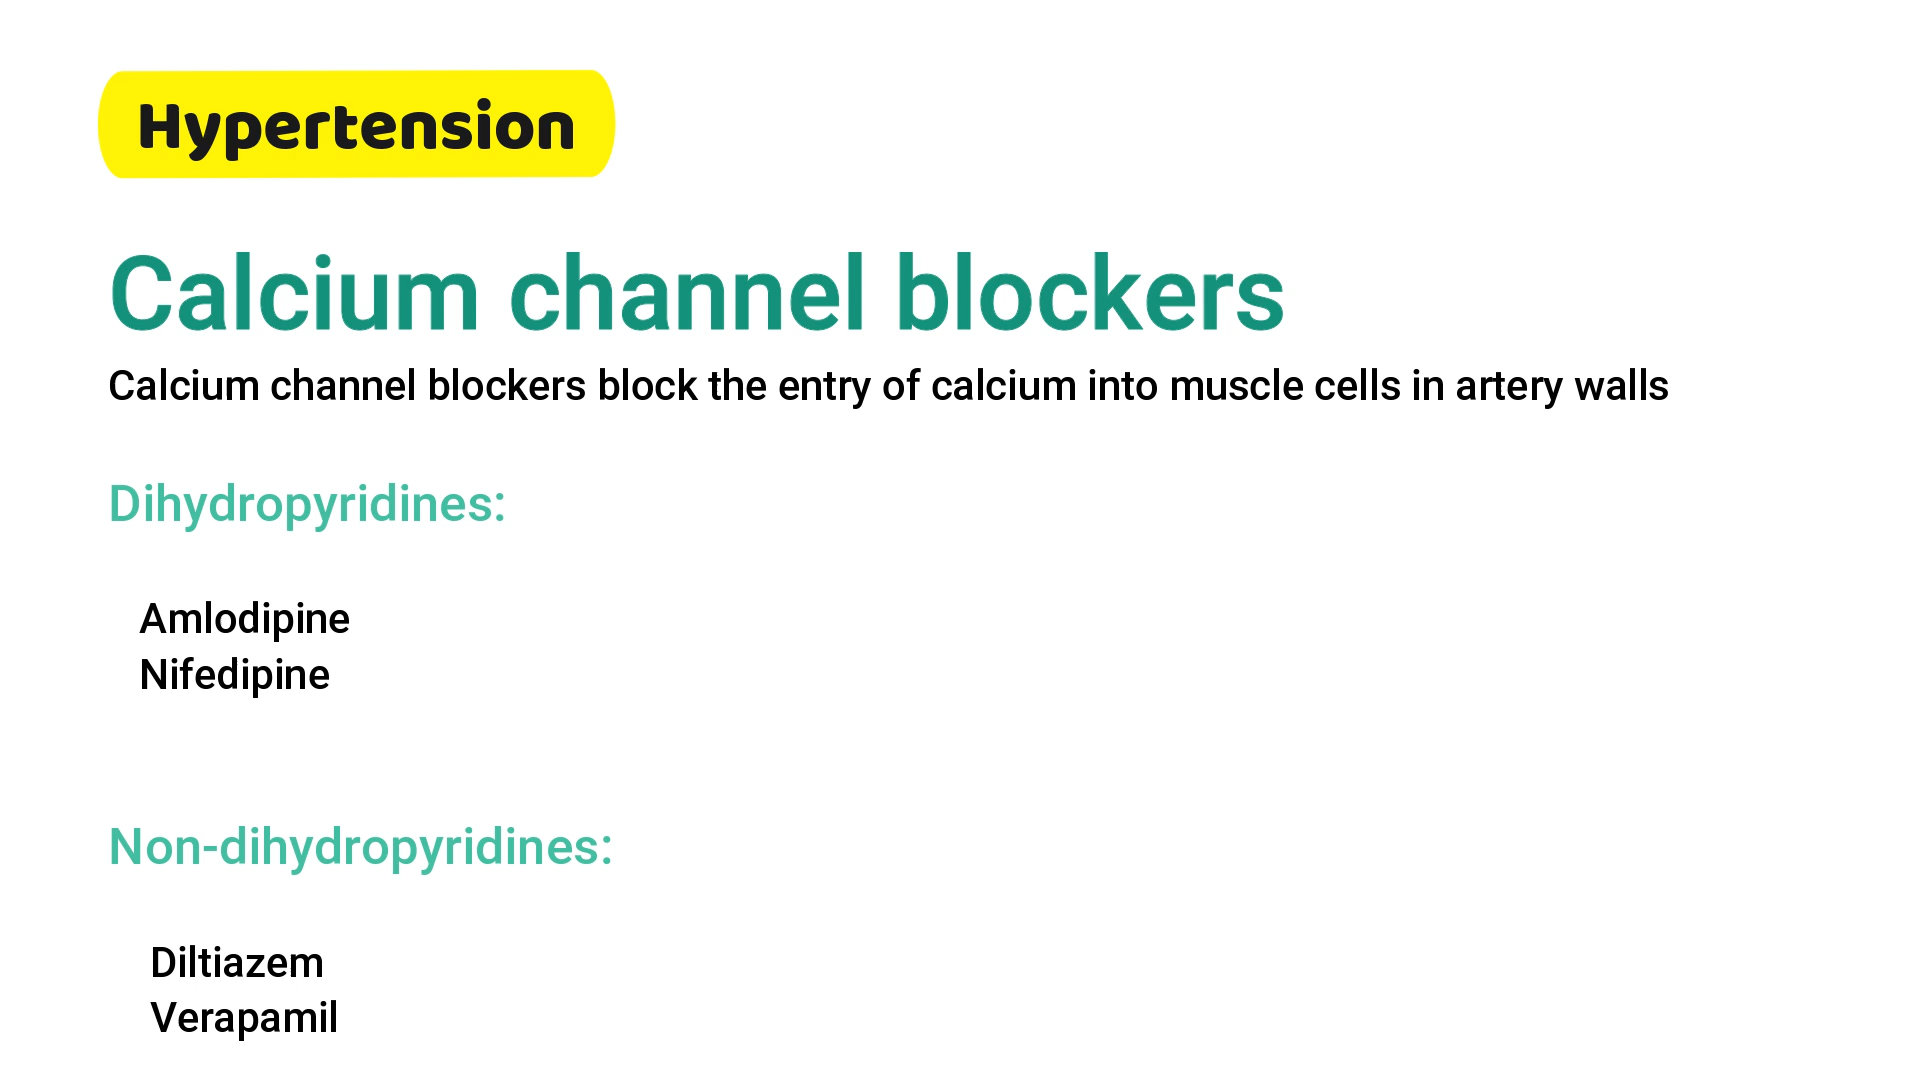 Hypertension
Calcium channel blockers
Calcium channel blockers block the entry of calcium into muscle cells in artery walls
Dihydropyridines:
Amlodipine
Nifedipine
Non-dihydropyridines:
Diltiazem
Verapamil